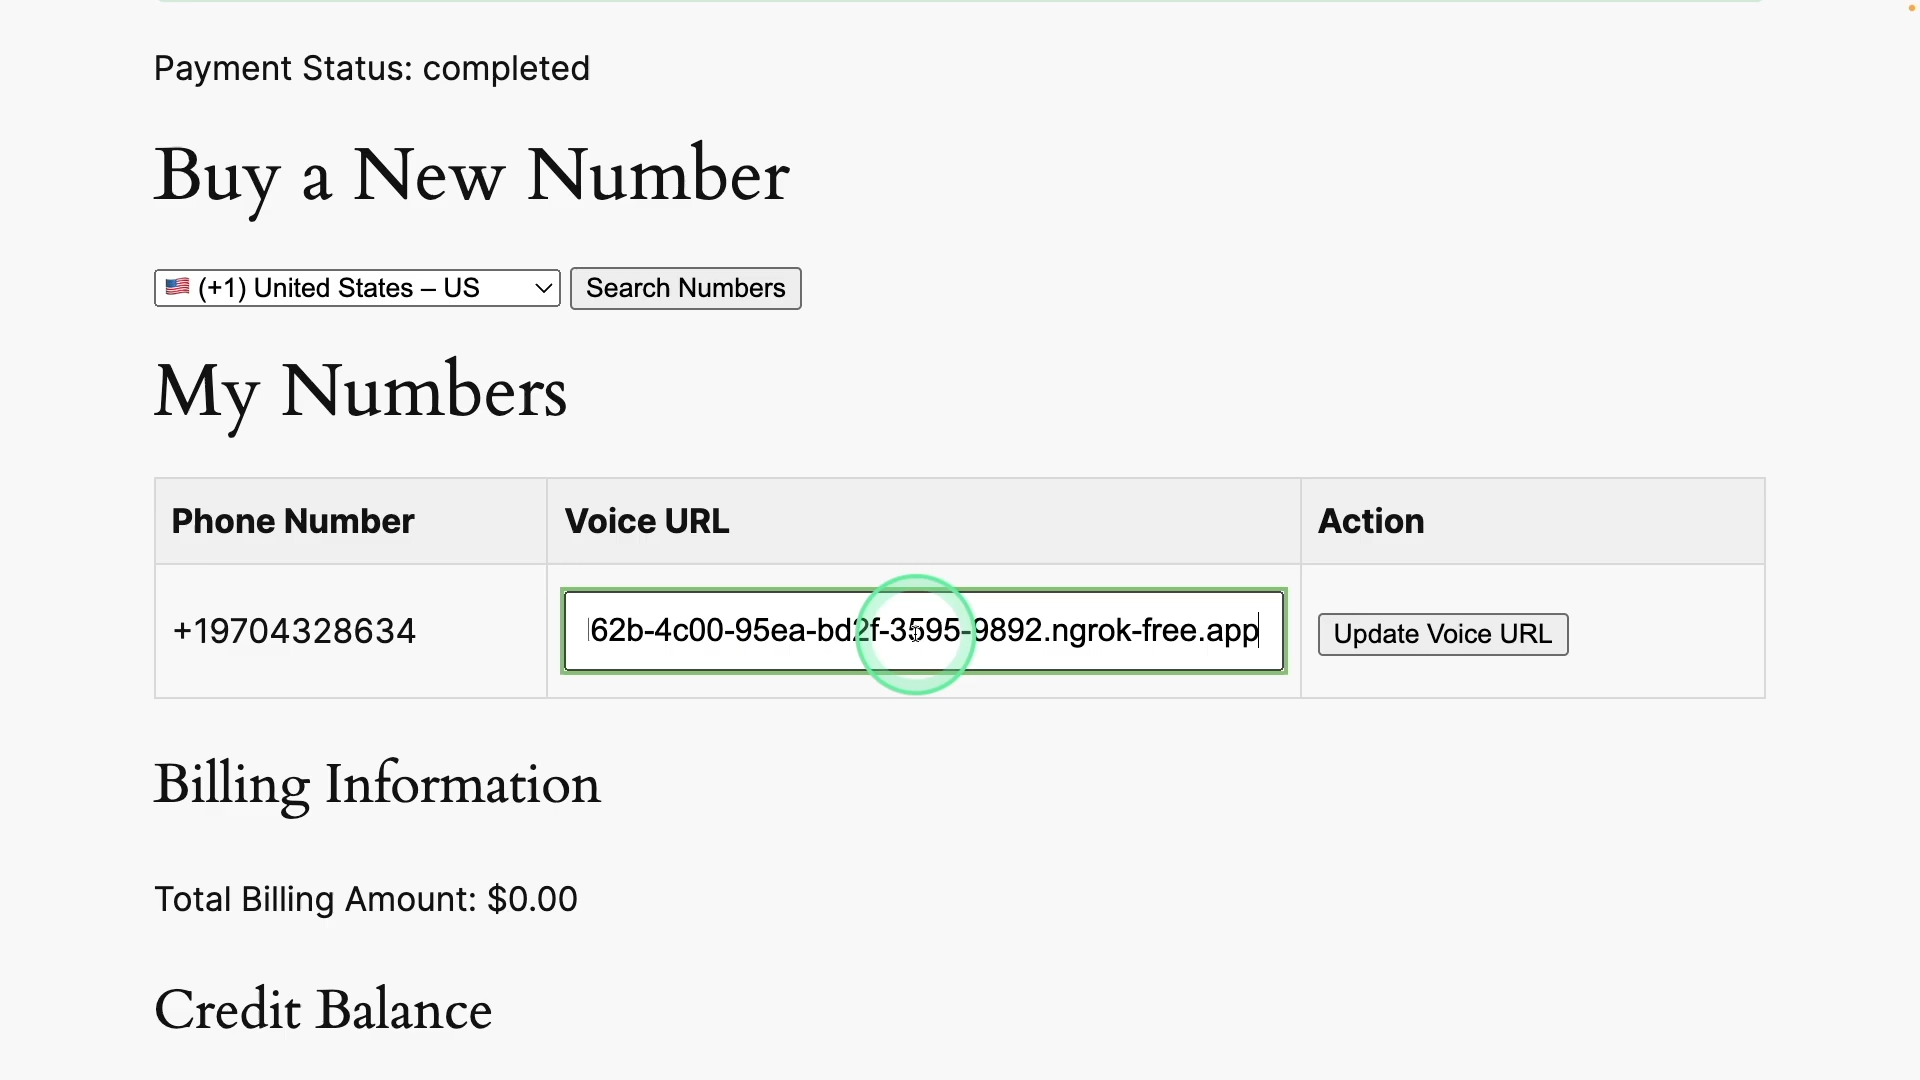 Payment Status: completed
Buy a New Number
🇺🇸 (+1) United States – US
Search Numbers
My Numbers
Phone Number Voice URL Action
+19704328634 62b-4c00-95ea-bd2f-3595-9892.ngrok-free.app Update Voice URL
Billing Information
Total Billing Amount: $0.00
Credit Balance